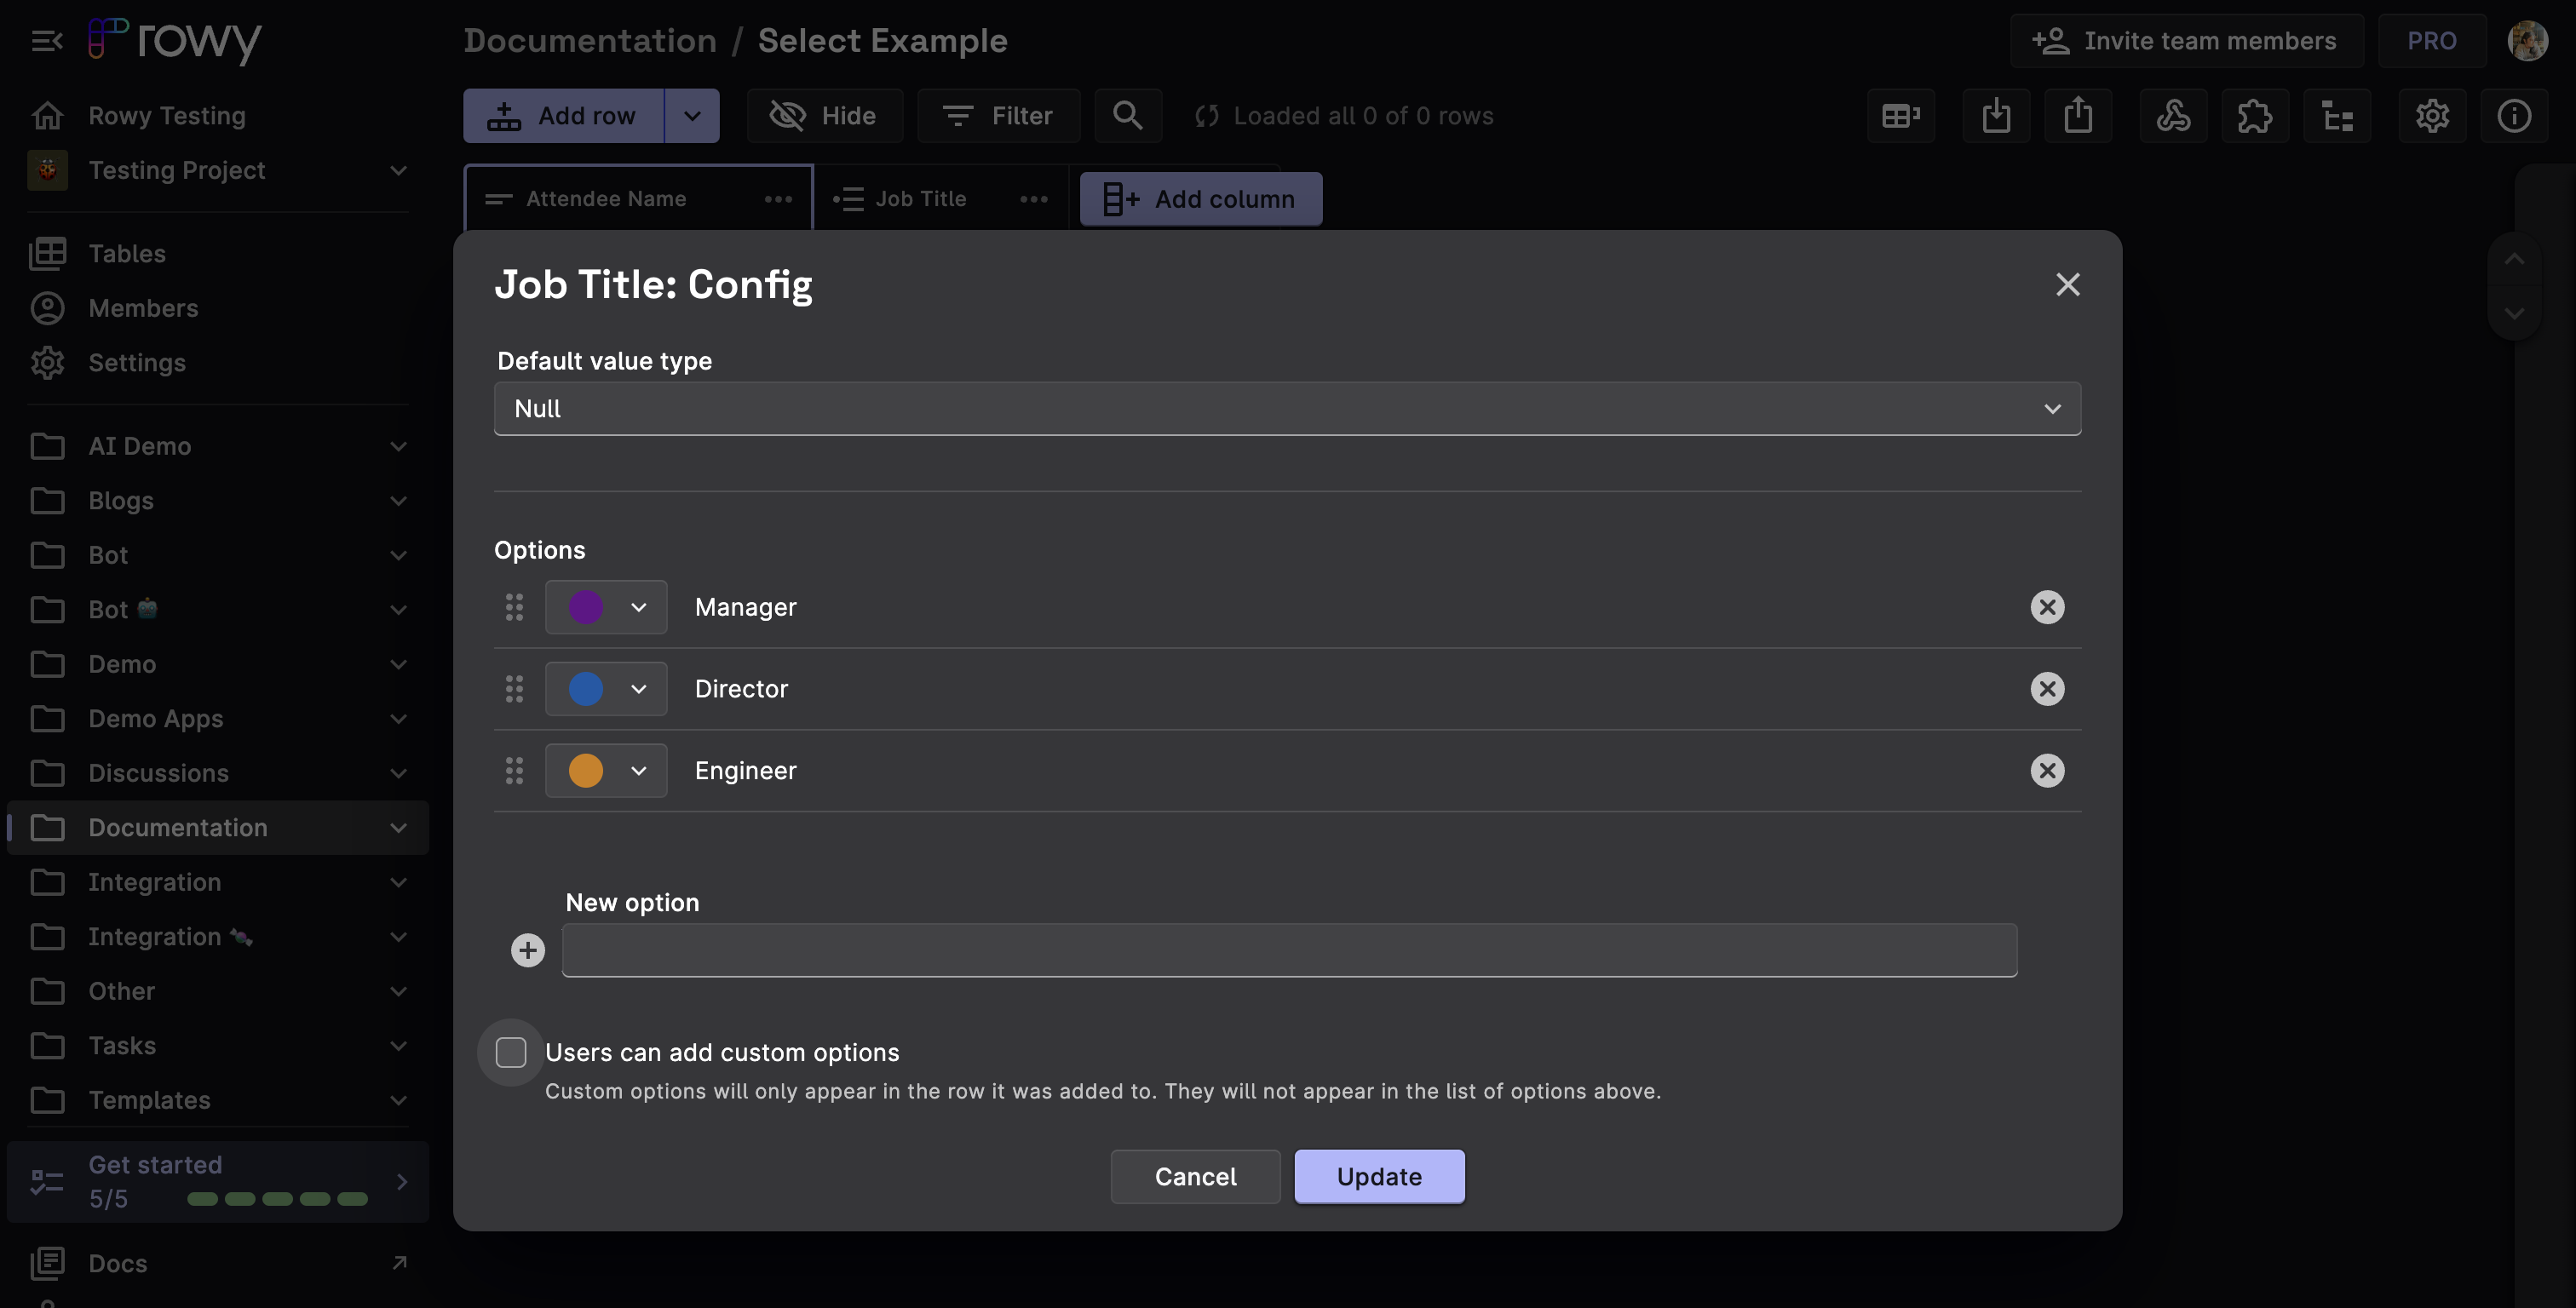 rowy
Documentation / Select Example
Invite team members
PRO
Rowy Testing
Testing Project
Add row
Hide
Filter
Loaded all 0 of 0 rows
Attendee Name
Job Title
Add column
Tables
Members
Settings
AI Demo
Blogs
Bot
Bot
Demo
Demo Apps
Discussions
Documentation
Integration
Integration
Other
Tasks
Templates
Get started
5/5
Docs
Job Title: Config
Default value type
Null
Options
Manager
Director
Engineer
New option
Users can add custom options
Custom options will only appear in the row it was added to. They will not appear in the list of options above.
Cancel
Update